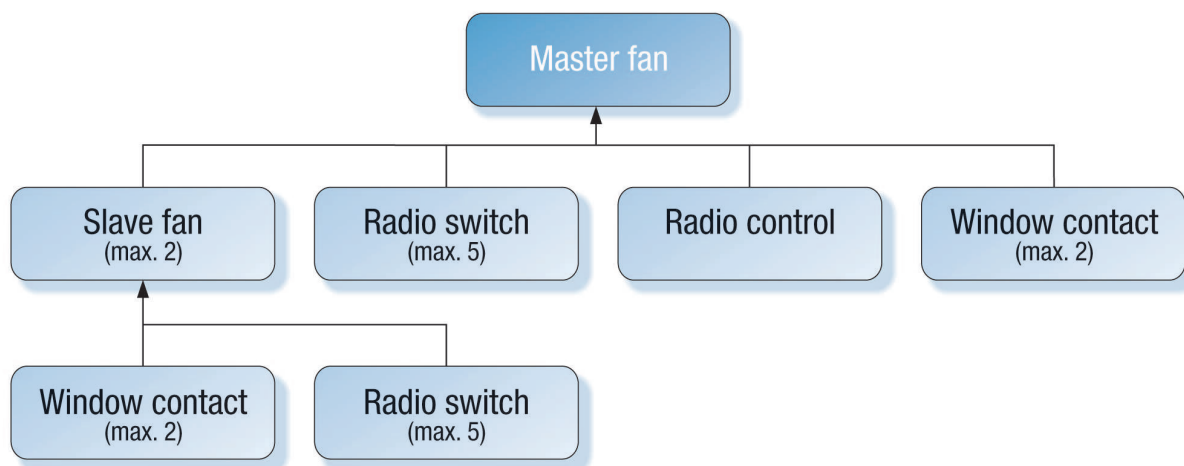 Master fan
Slave fan
(max. 2)
Radio switch
(max. 5)
Radio control
Window contact
(max. 2)
Window contact
(max. 2)
Radio switch
(max. 5)